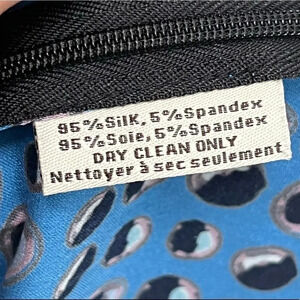 95%Silk, 5%Spandex
95%Soie, 5%Spandex
DRY CLEAN ONLY
Nettoyer à sec seulement